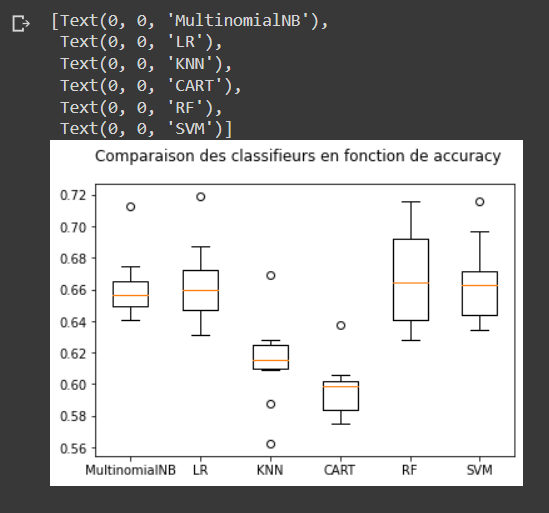 [Text(0, 0, 'MultinomialNB'),
Text(0, 0, 'LR'),
Text(0, 0, 'KNN'),
Text(0, 0, 'CART'),
Text(0, 0, 'RF'),
Text(0, 0, 'SVM')]
Comparaison des classifieurs en fonction de accuracy
0.72
0.70
0.68
0.66
0.64
0.62
0.60
0.58
0.56
MultinomialNB LR KNN CART RF SVM